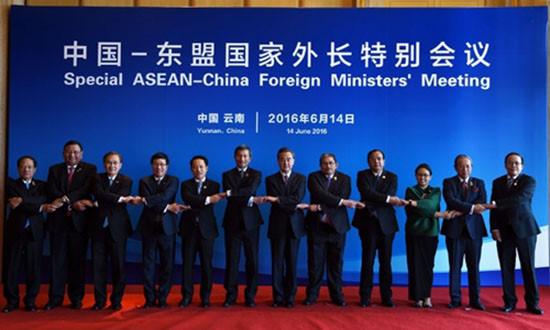 中国－东盟国家外长特别会议
Special ASEAN-China Foreign Ministers' Meeting
中国 云南
Yunnan, China
2016年6月14日
14 June 2016